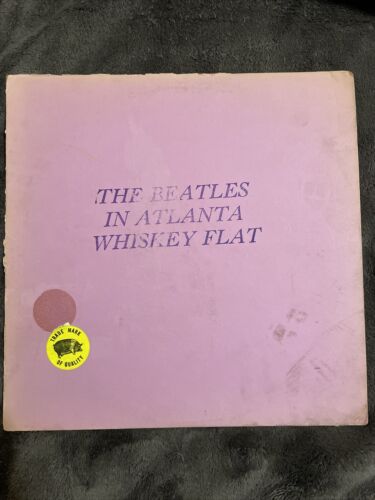 THE BEATLES
IN ATLANTA
WHISKEY FLAT
TRADE MARK
OF QUALITY